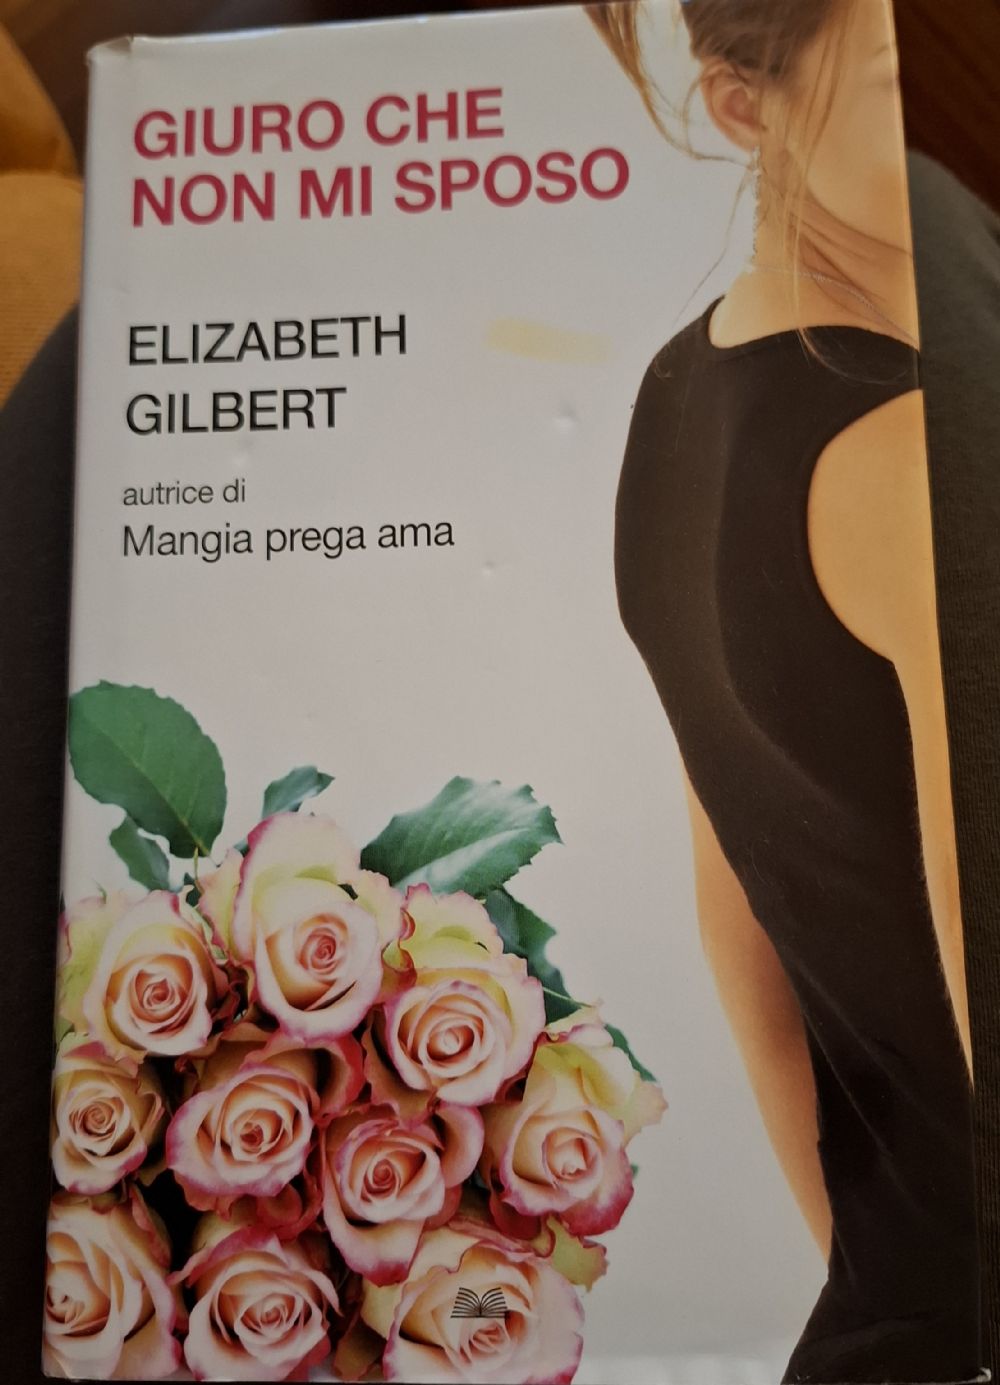 GIURO CHE
NON MI SPOSO
ELIZABETH
GILBERT
autrice di
Mangia prega ama